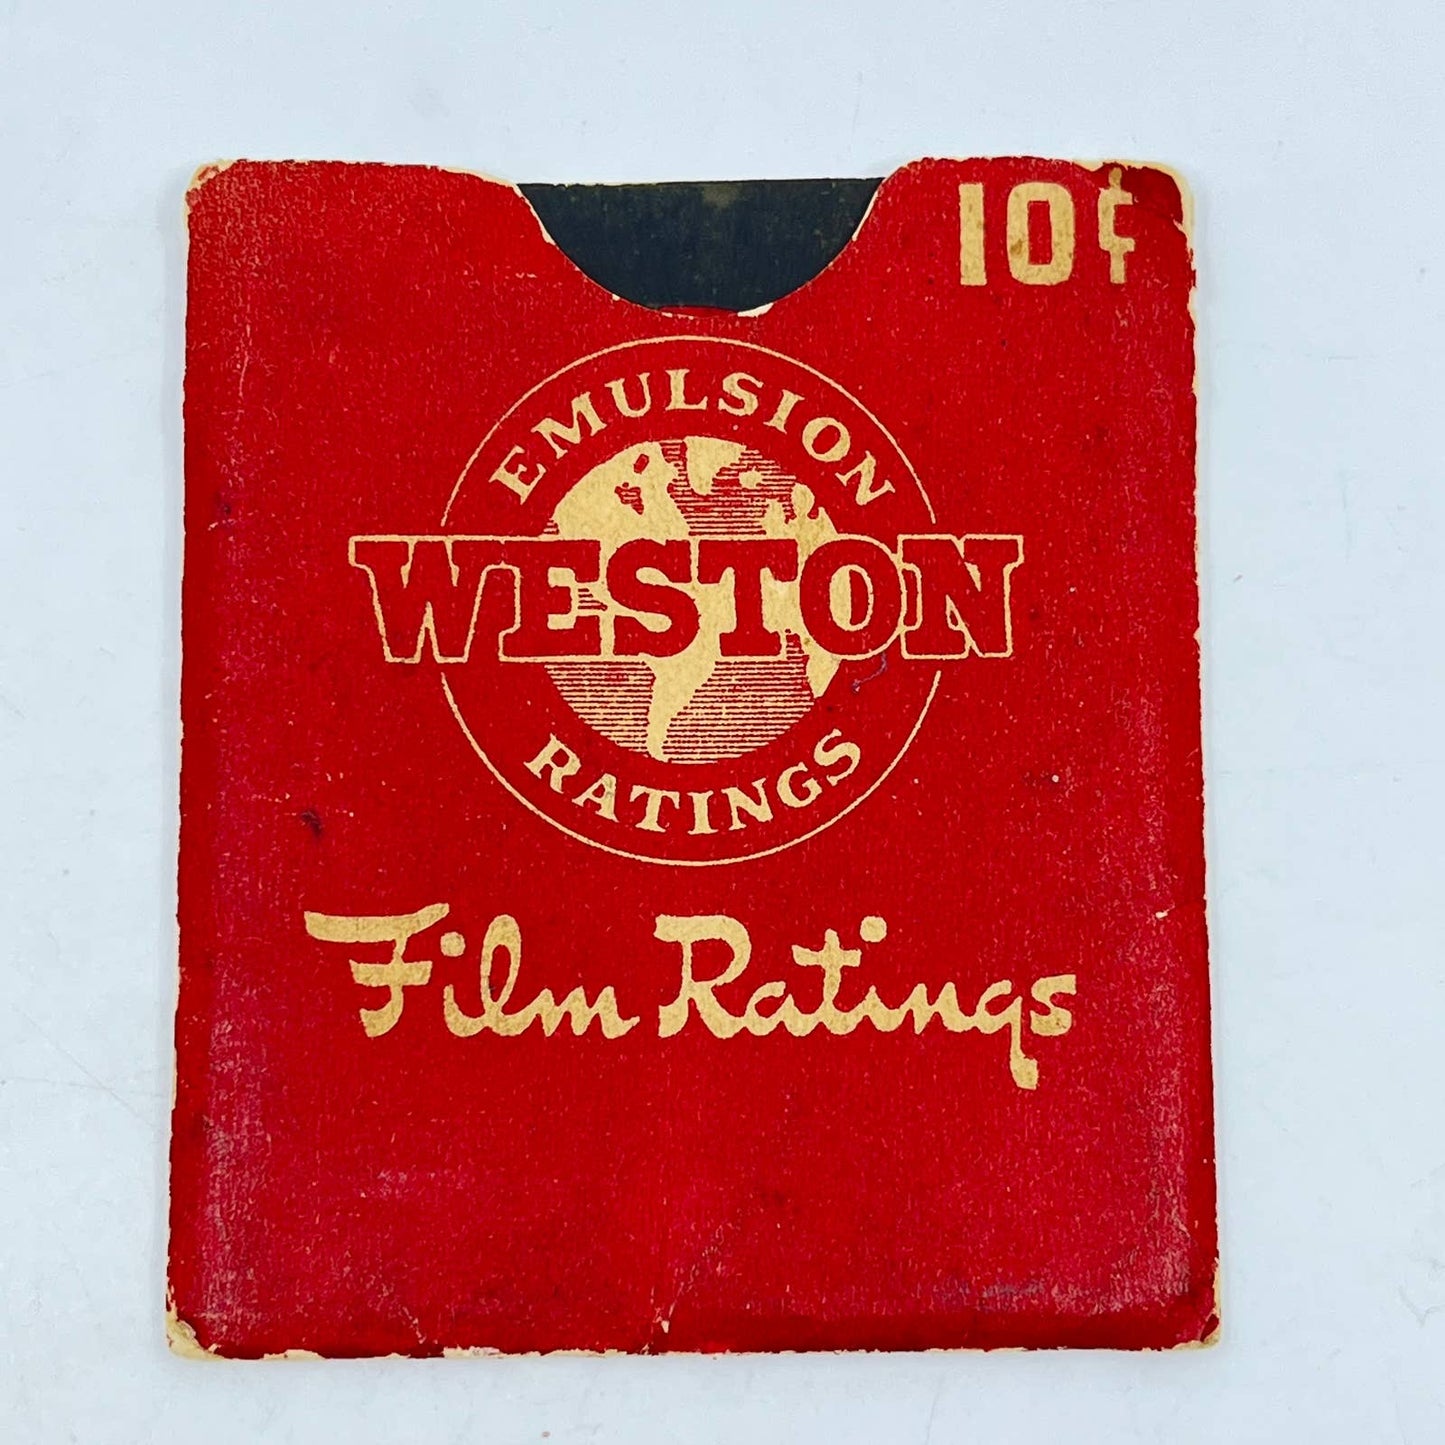 10¢
EMULSION
WESTON
RATINGS
Film Ratings